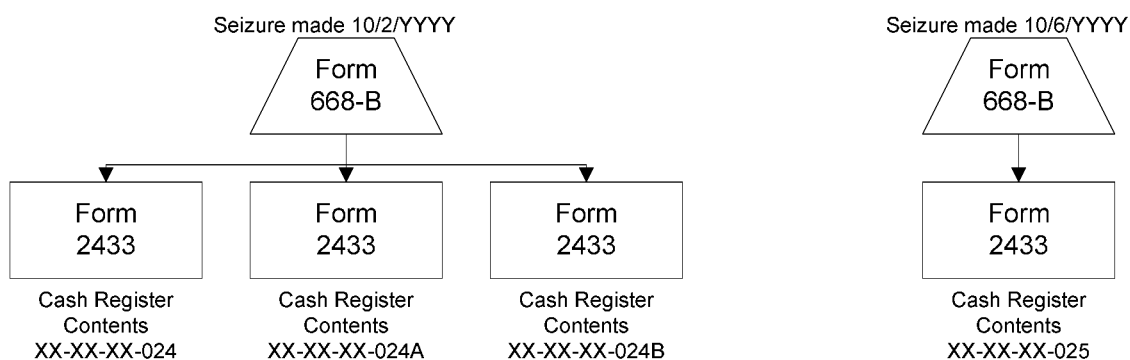 Seizure made 10/2/YYYY
Form
668-B
Form
2433
Cash Register
Contents
XX-XX-XX-024
Form
2433
Cash Register
Contents
XX-XX-XX-024A
Form
2433
Cash Register
Contents
XX-XX-XX-024B
Seizure made 10/6/YYYY
Form
668-B
Form
2433
Cash Register
Contents
XX-XX-XX-025